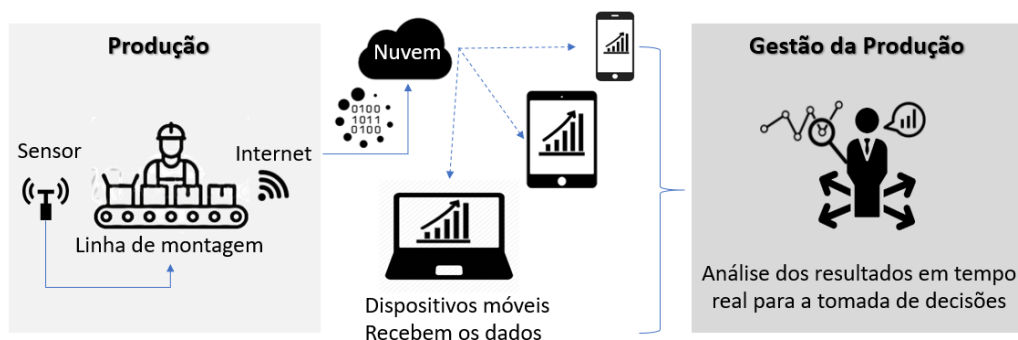 Produção
Sensor
Internet
Linha de montagem
Nuvem
0100
1011
0100
Dispositivos móveis
Recebem os dados
Gestão da Produção
Análise dos resultados em tempo
real para a tomada de decisões